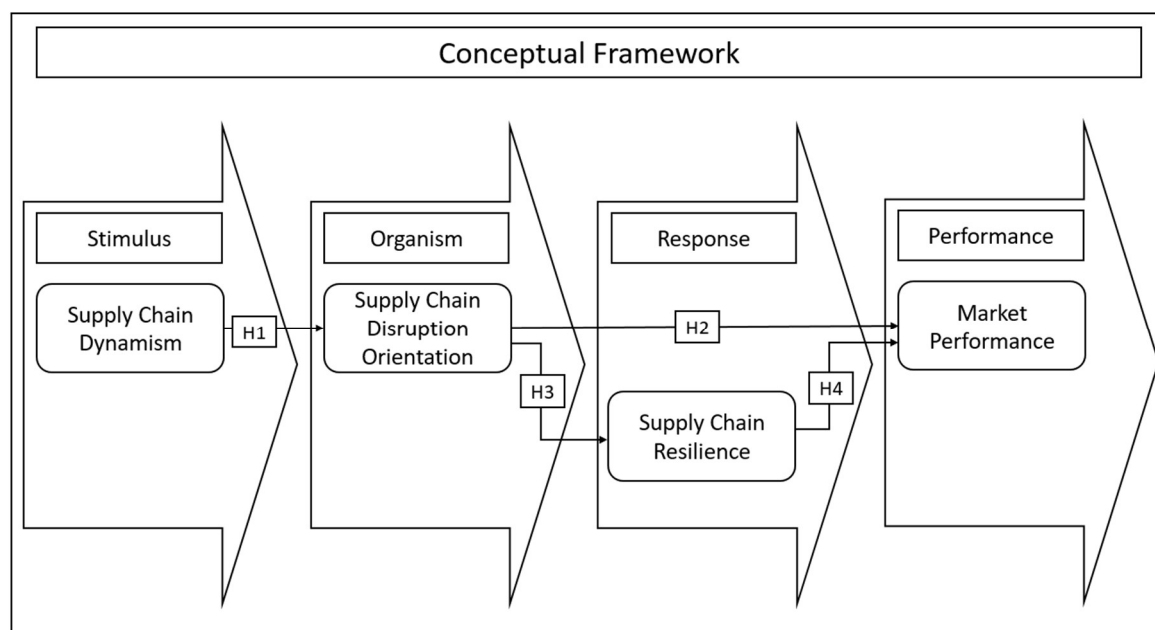 Conceptual Framework
Stimulus
Organism
Response
Performance
Supply Chain
Dynamism
H1
Supply Chain
Disruption
Orientation
H2
Market
Performance
H3
H4
Supply Chain
Resilience